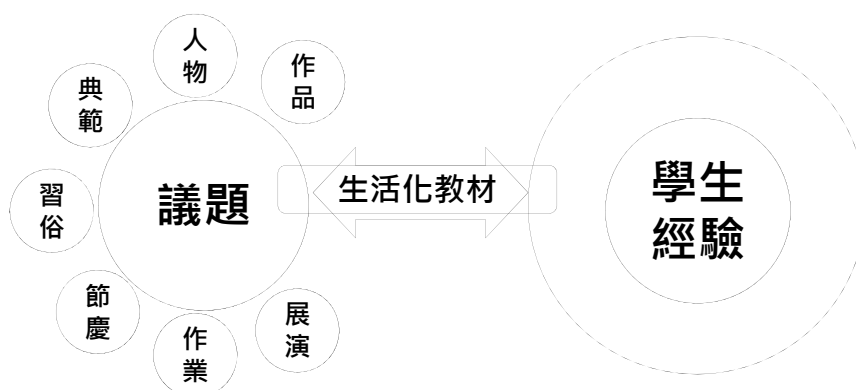 人
物
作
品
典
範
習
俗
議題
生活化教材
學生
經驗
節
慶
作
業
展
演